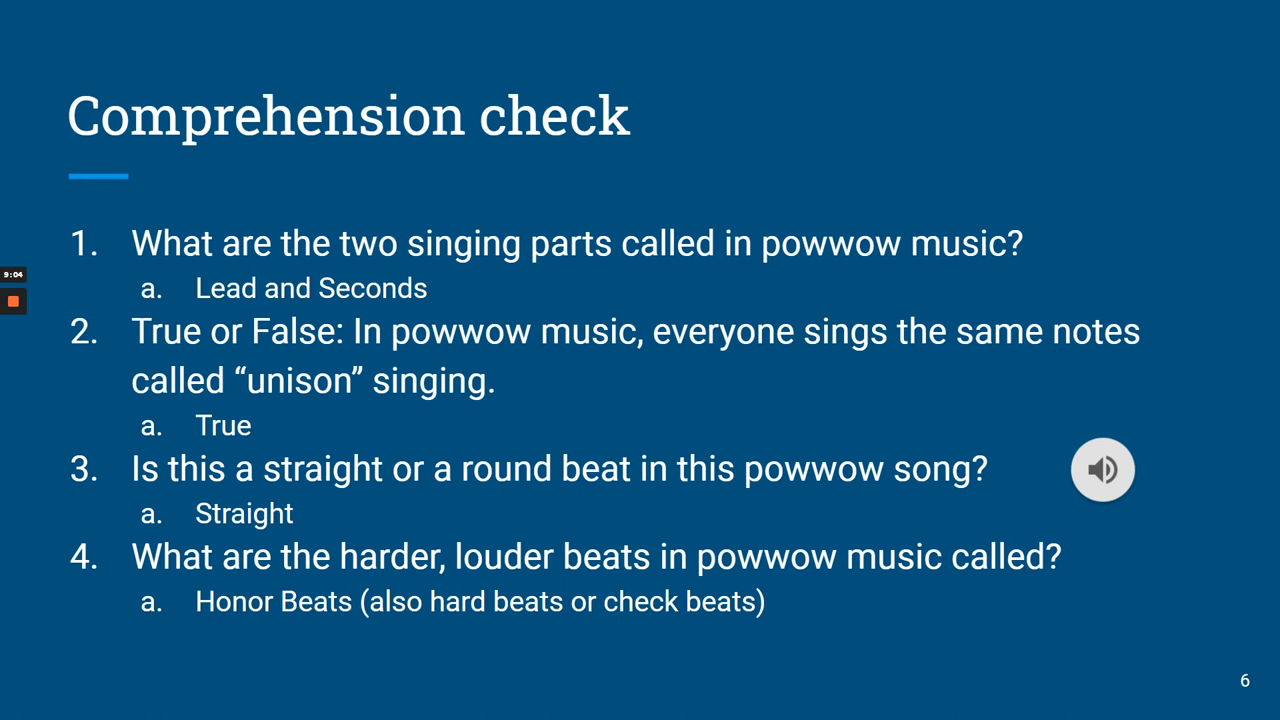 Comprehension check
1. What are the two singing parts called in powwow music?
a. Lead and Seconds
2. True or False: In powwow music, everyone sings the same notes
called “unison” singing.
a. True
3. Is this a straight or a round beat in this powwow song?
a. Straight
4. What are the harder, louder beats in powwow music called?
a. Honor Beats (also hard beats or check beats)
9:04
6